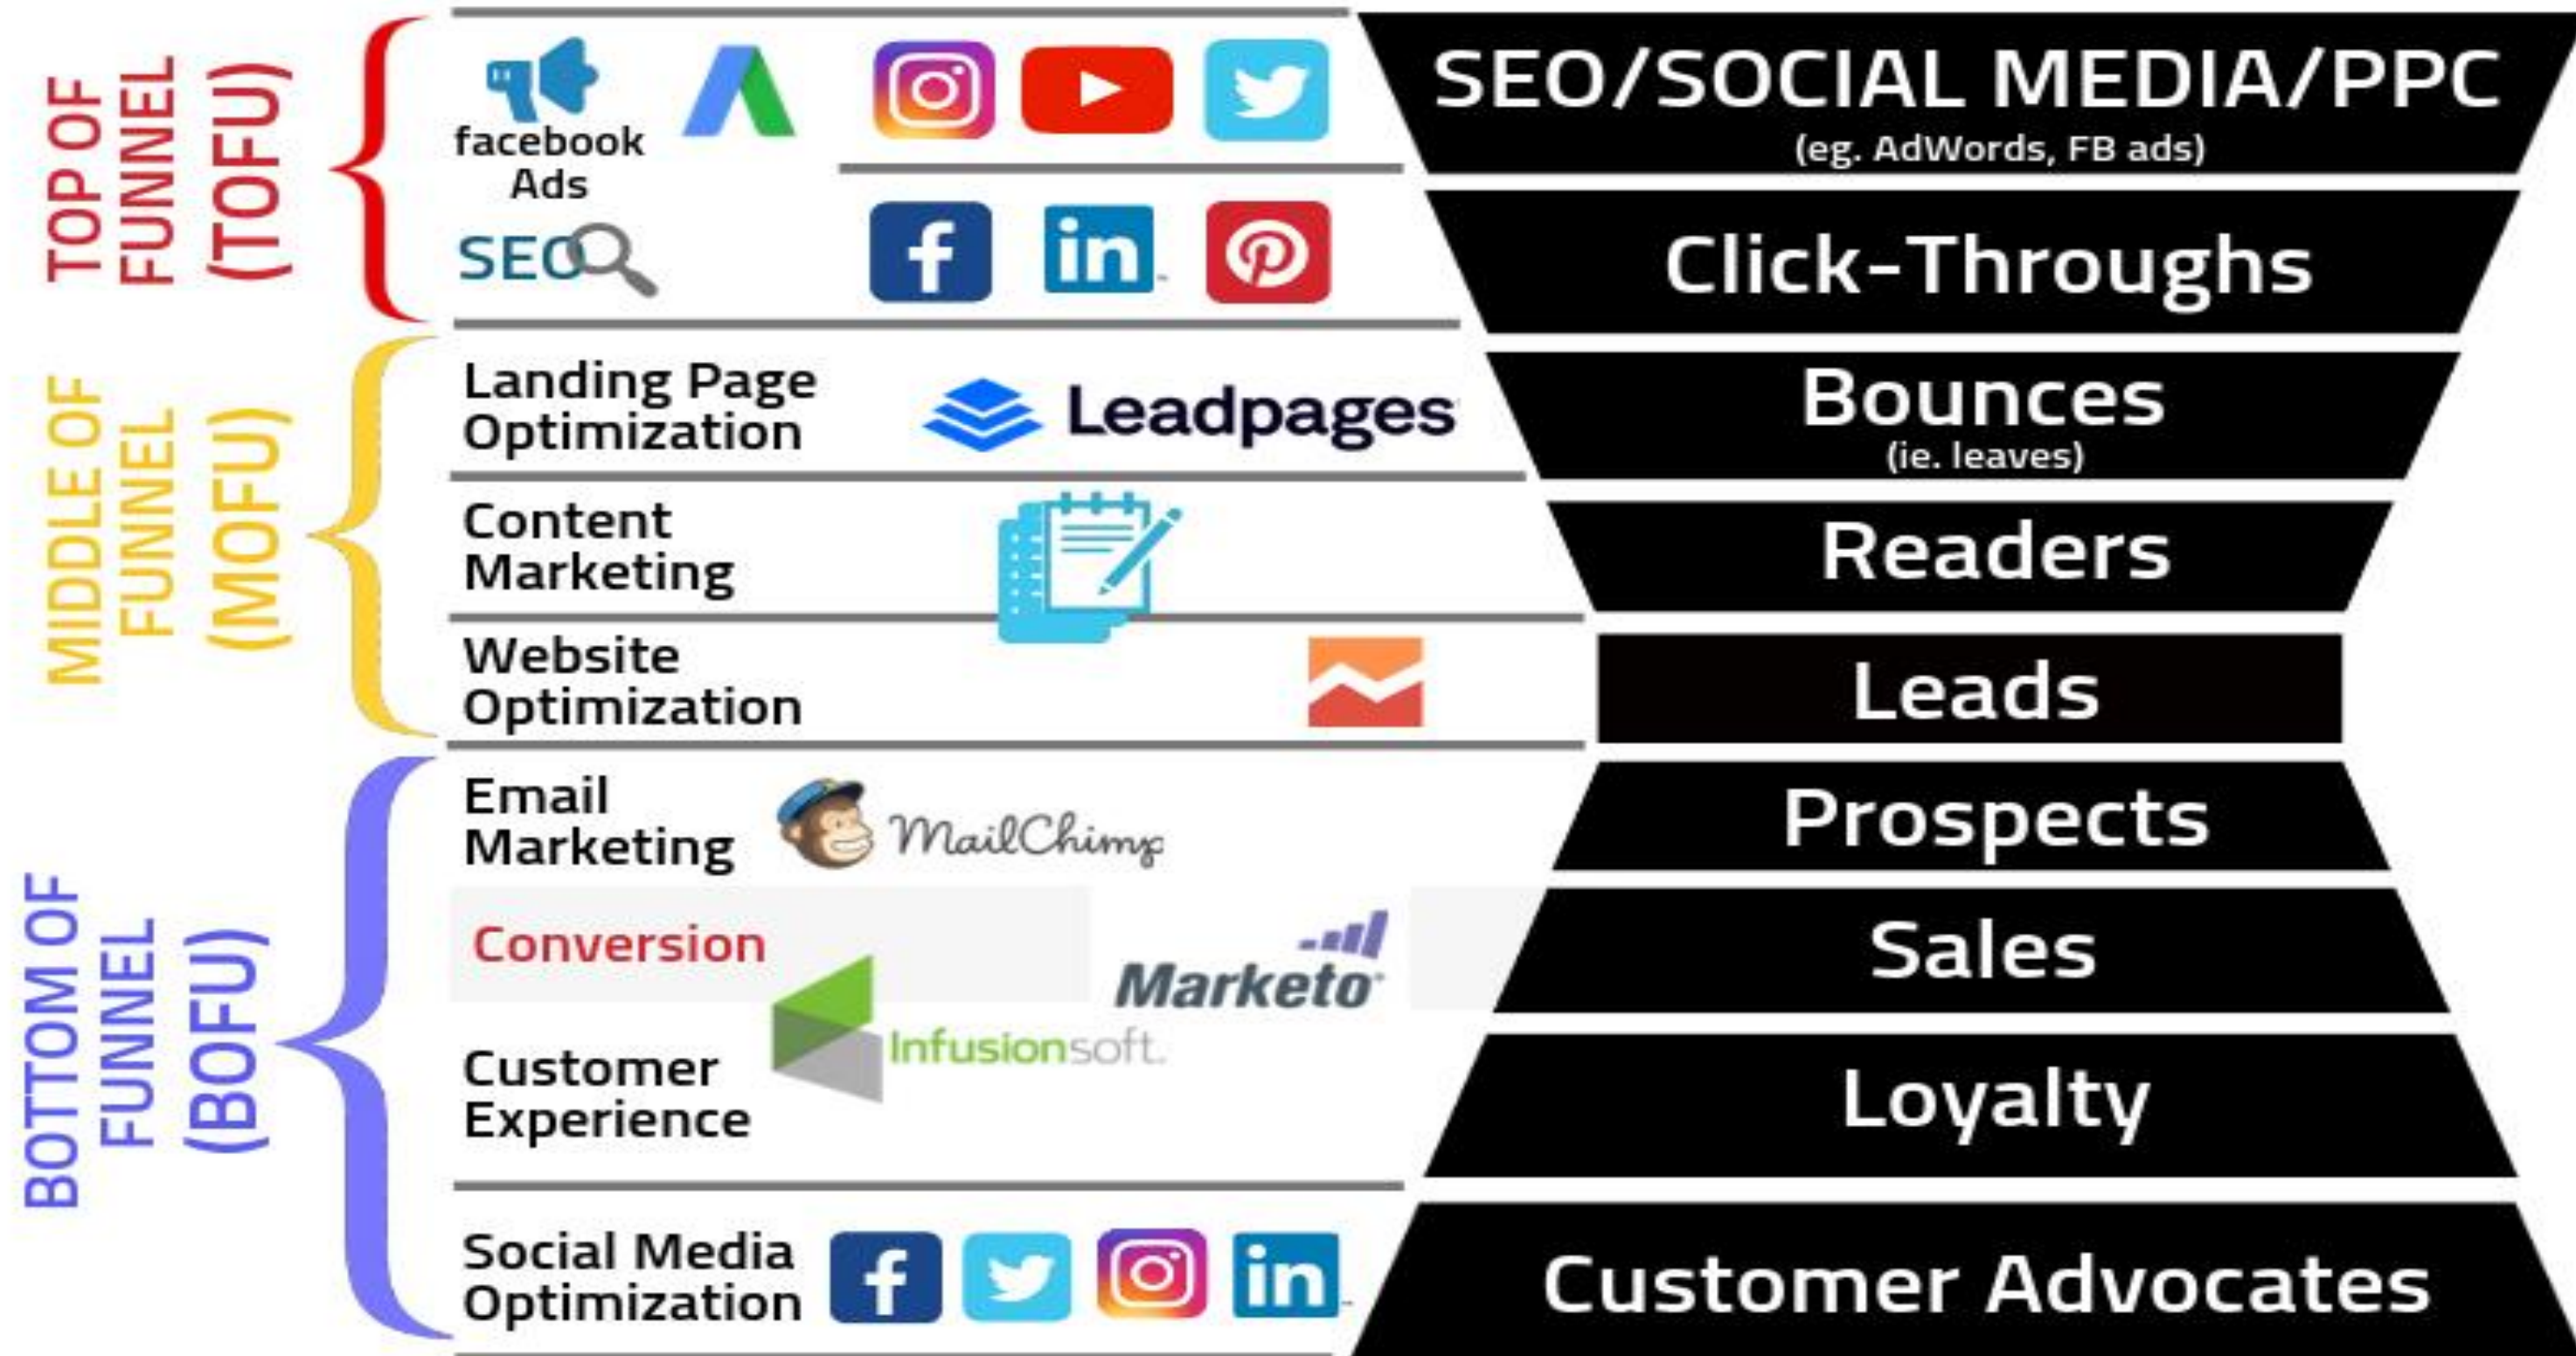 TOP OF
FUNNEL
(TOFU)
facebook
Ads
SEO
SEO/SOCIAL MEDIA/PPC
(eg. AdWords, FB ads)
Click-Throughs
MIDDLE OF
FUNNEL
(MOFU)
Landing Page
Optimization
Leadpages
Bounces
(ie. leaves)
Content
Marketing
Readers
Website
Optimization
Leads
BOTTOM OF
FUNNEL
(BOFU)
Email
Marketing
MailChimp
Prospects
Conversion
Marketo
Sales
Infusionsoft.
Customer
Experience
Loyalty
Social Media
Optimization
Customer Advocates